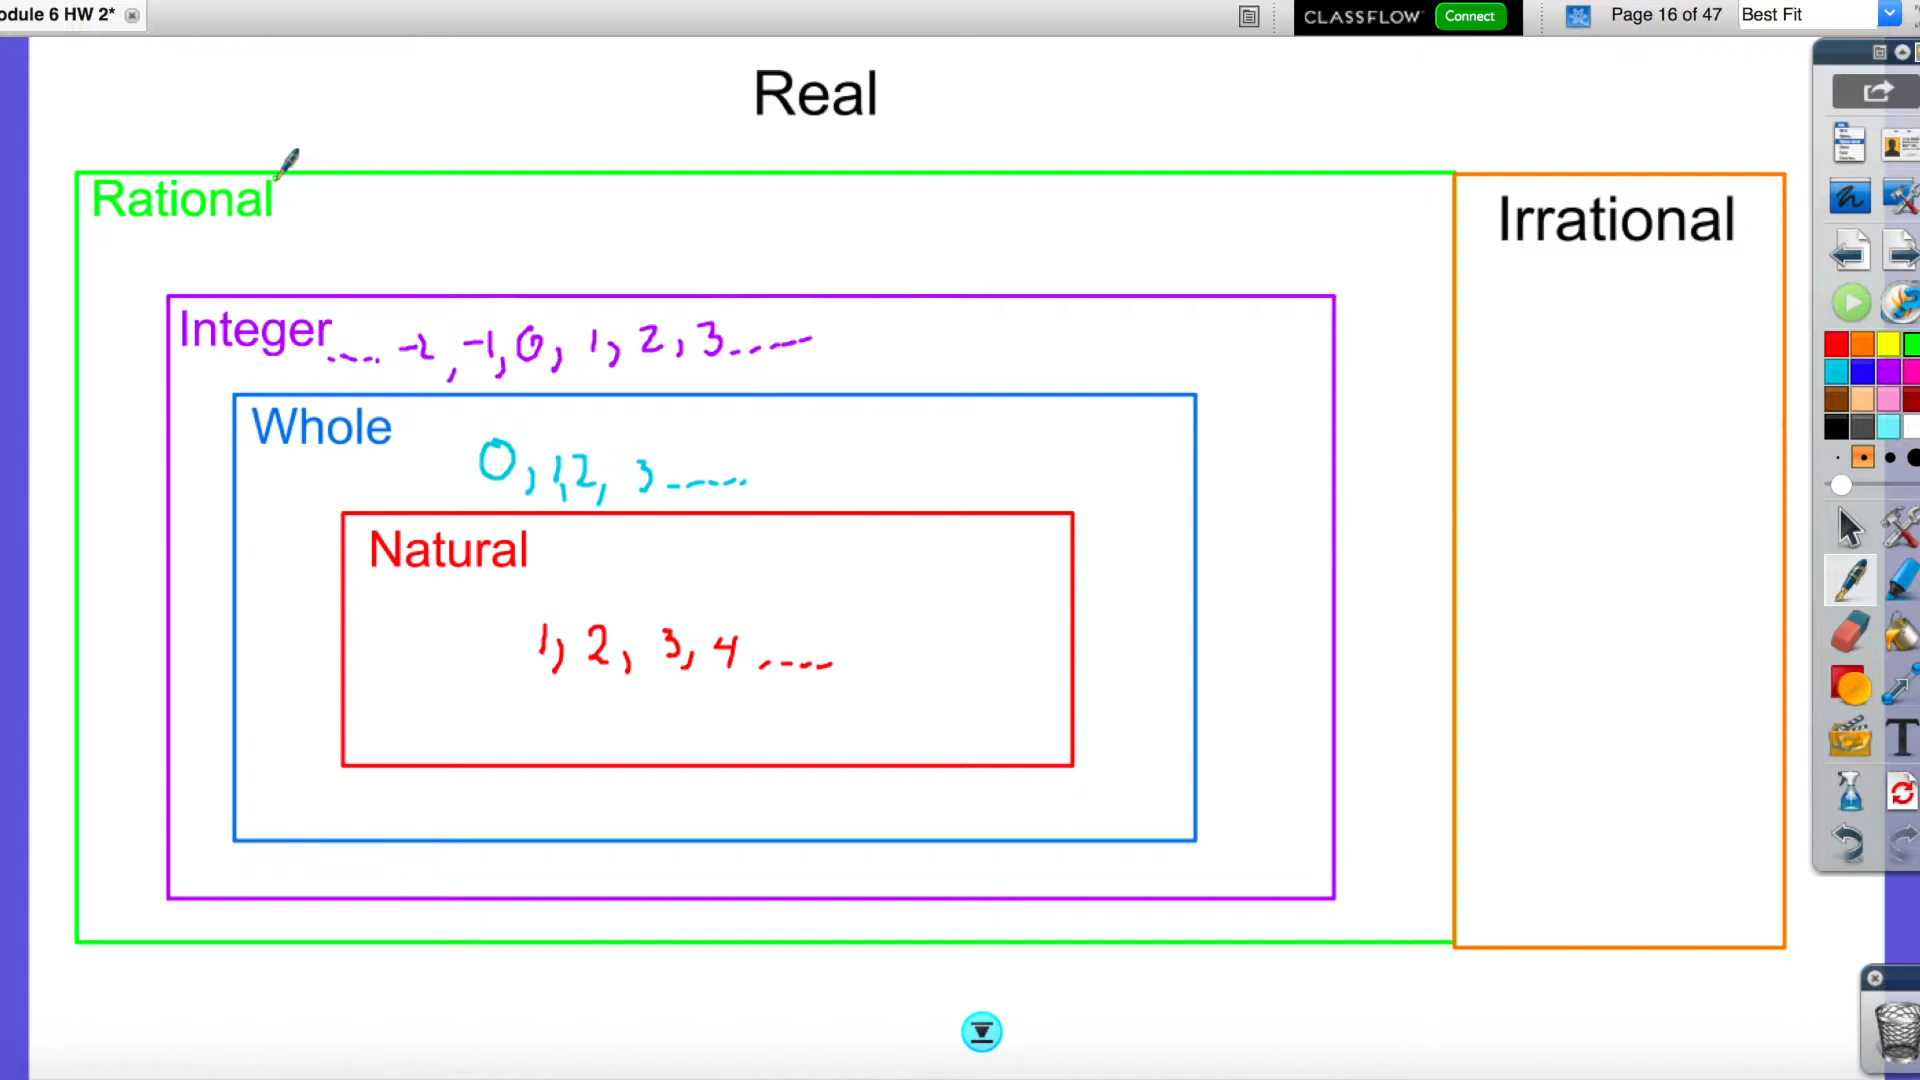 odule 6 HW 2*
CLASSFLOW Connect
Page 16 of 47
Best Fit
Real
Rational
Irrational
Integer .... -2, -1, 0, 1, 2, 3.....
Whole
0, 1, 2, 3 .....
Natural
1, 2, 3, 4 .....
T